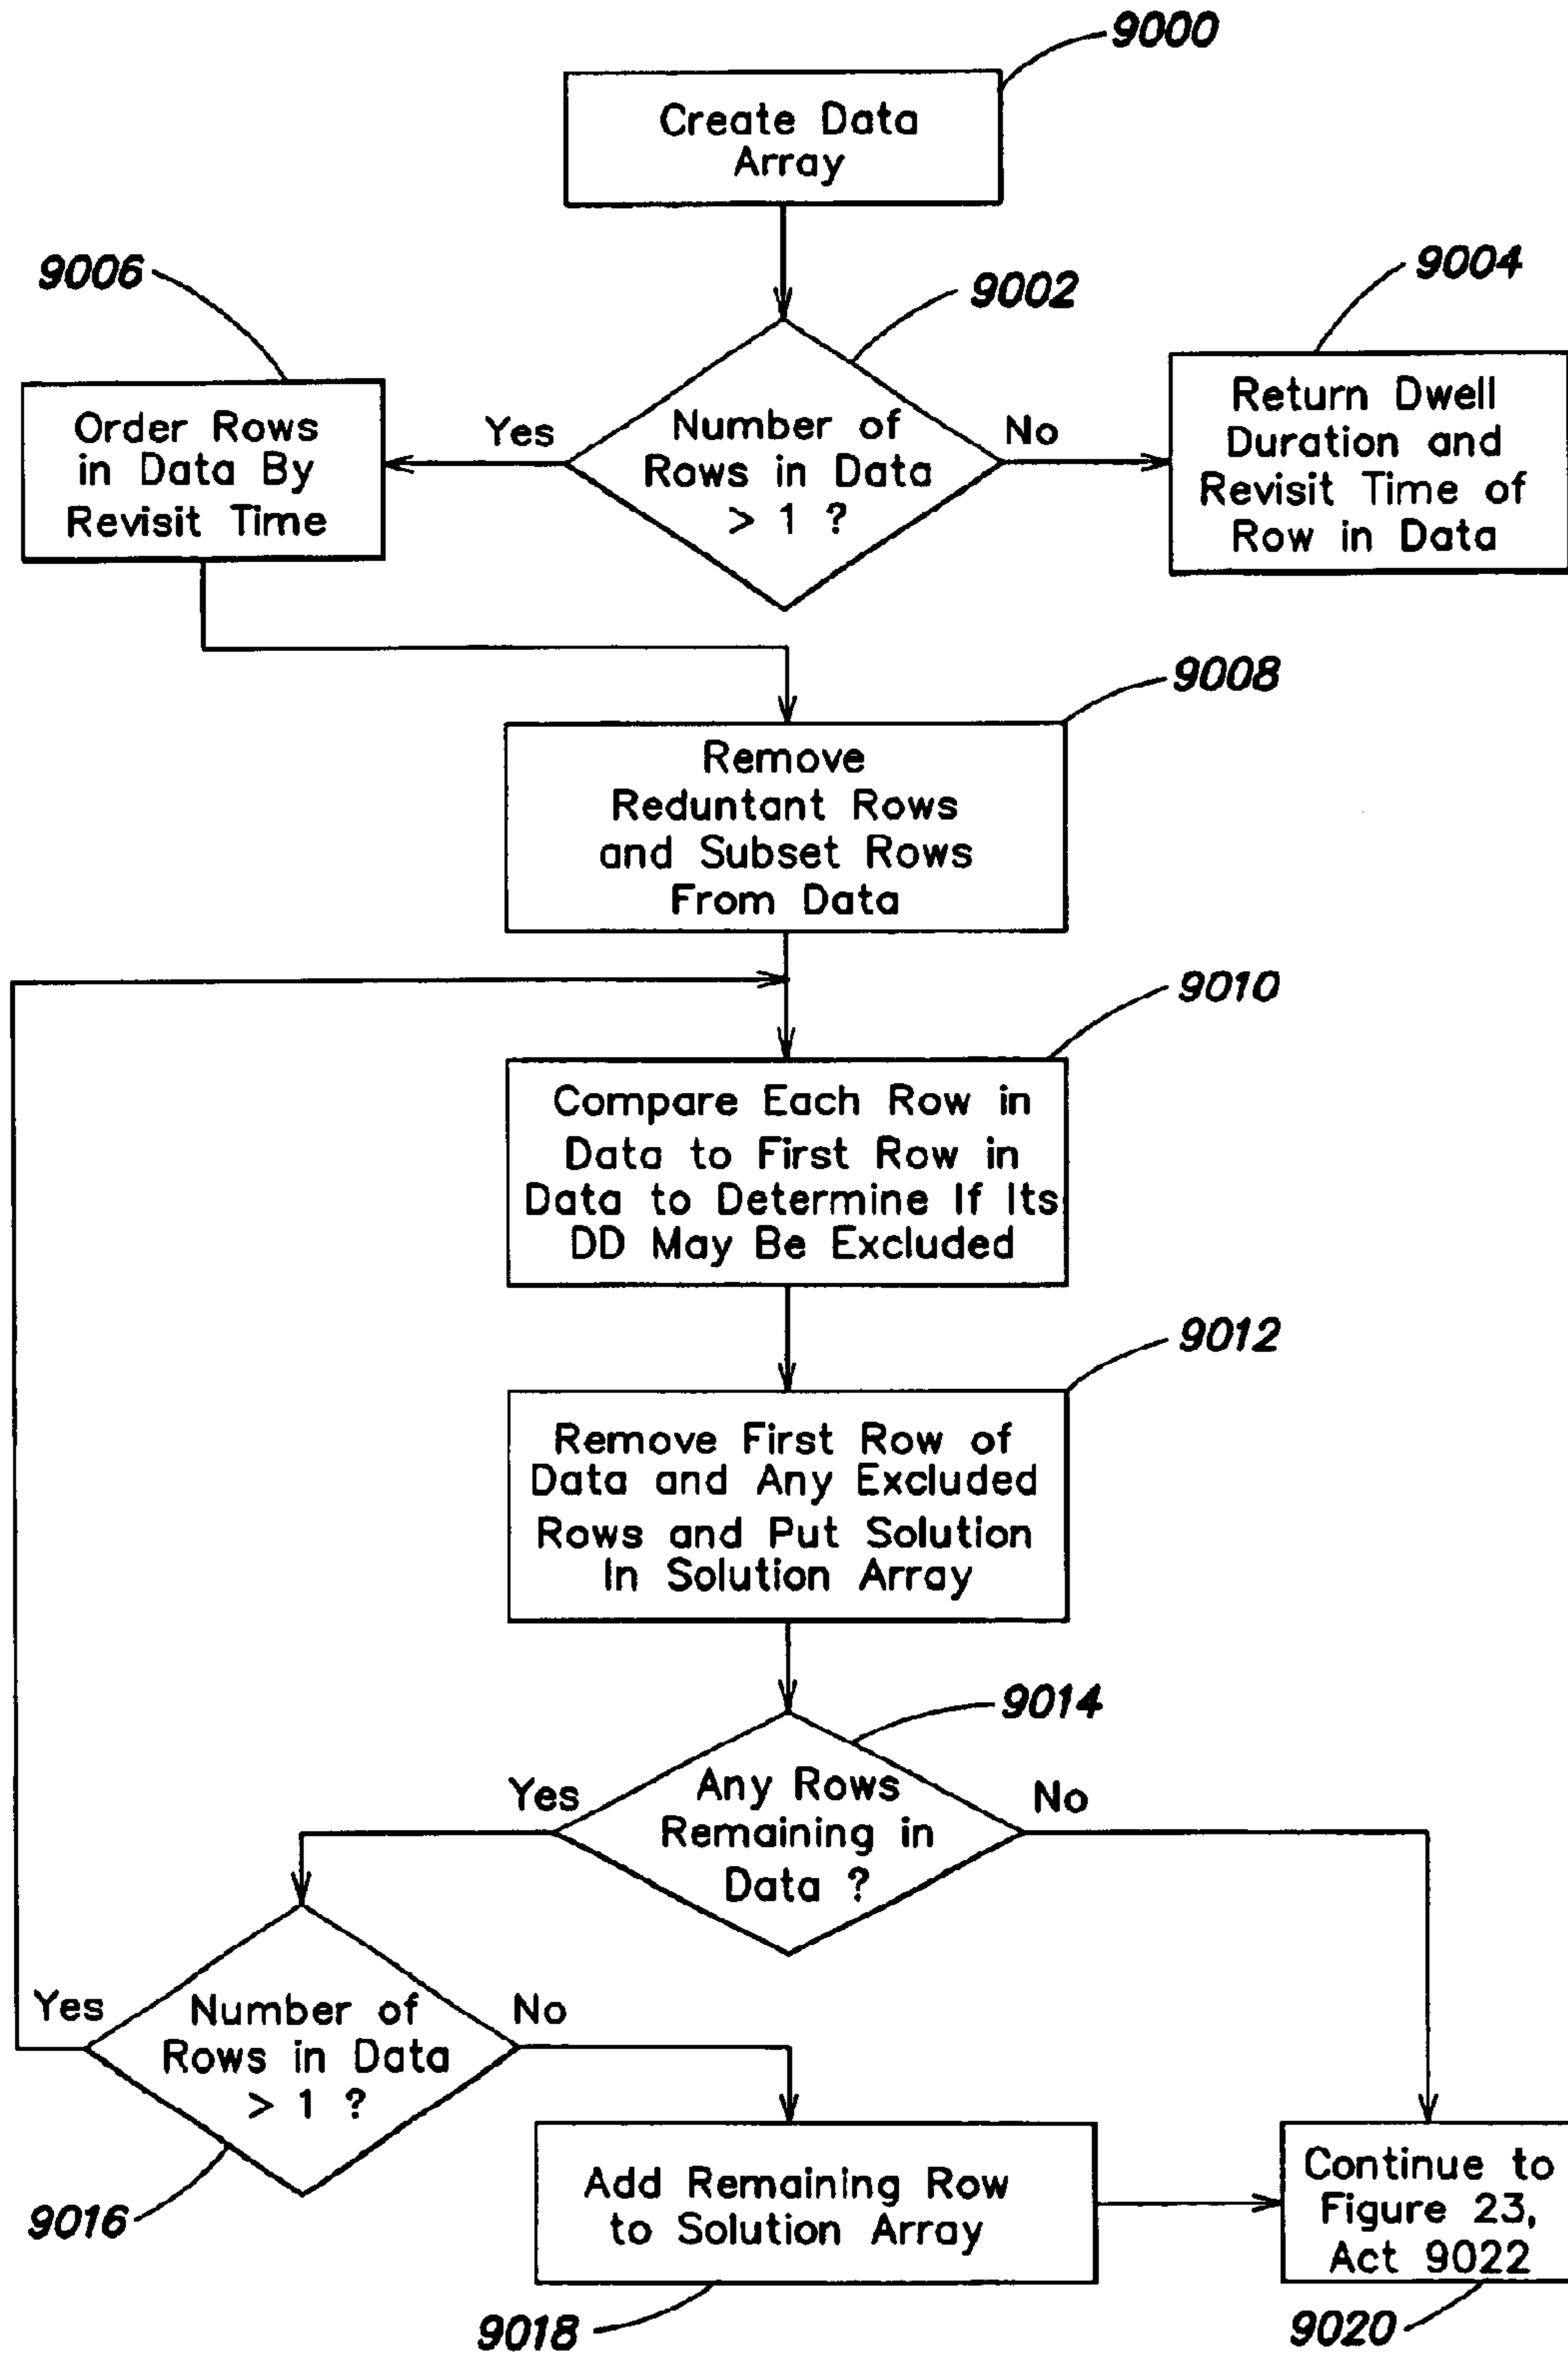 9000
Create Data
Array
9006
9002
9004
Order Rows
in Data By
Revisit Time
Yes
Number of
Rows in Data
> 1 ?
No
Return Dwell
Duration and
Revisit Time of
Row in Data
9008
Remove
Reduntant Rows
and Subset Rows
From Data
9010
Compare Each Row in
Data to First Row in
Data to Determine If Its
DD May Be Excluded
9012
Remove First Row of
Data and Any Excluded
Rows and Put Solution
In Solution Array
9014
Yes
Any Rows
Remaining in
Data ?
No
Yes
Number of
Rows in Data
> 1 ?
No
9016
Add Remaining Row
to Solution Array
9018
Continue to
Figure 23,
Act 9022
9020